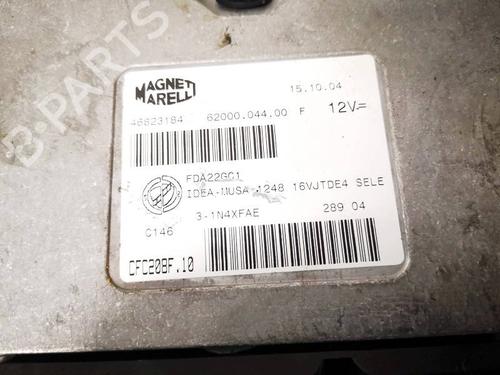 B-PARTS
MAGNETI MARELLI
15.10.04
46823184 62000.044.00 F 12V=
FDA22GC1
IDEA-MUSA 1248 16VJTDE4 SELE
3-1N4XFAE 289 04
C146
CFC208F.10